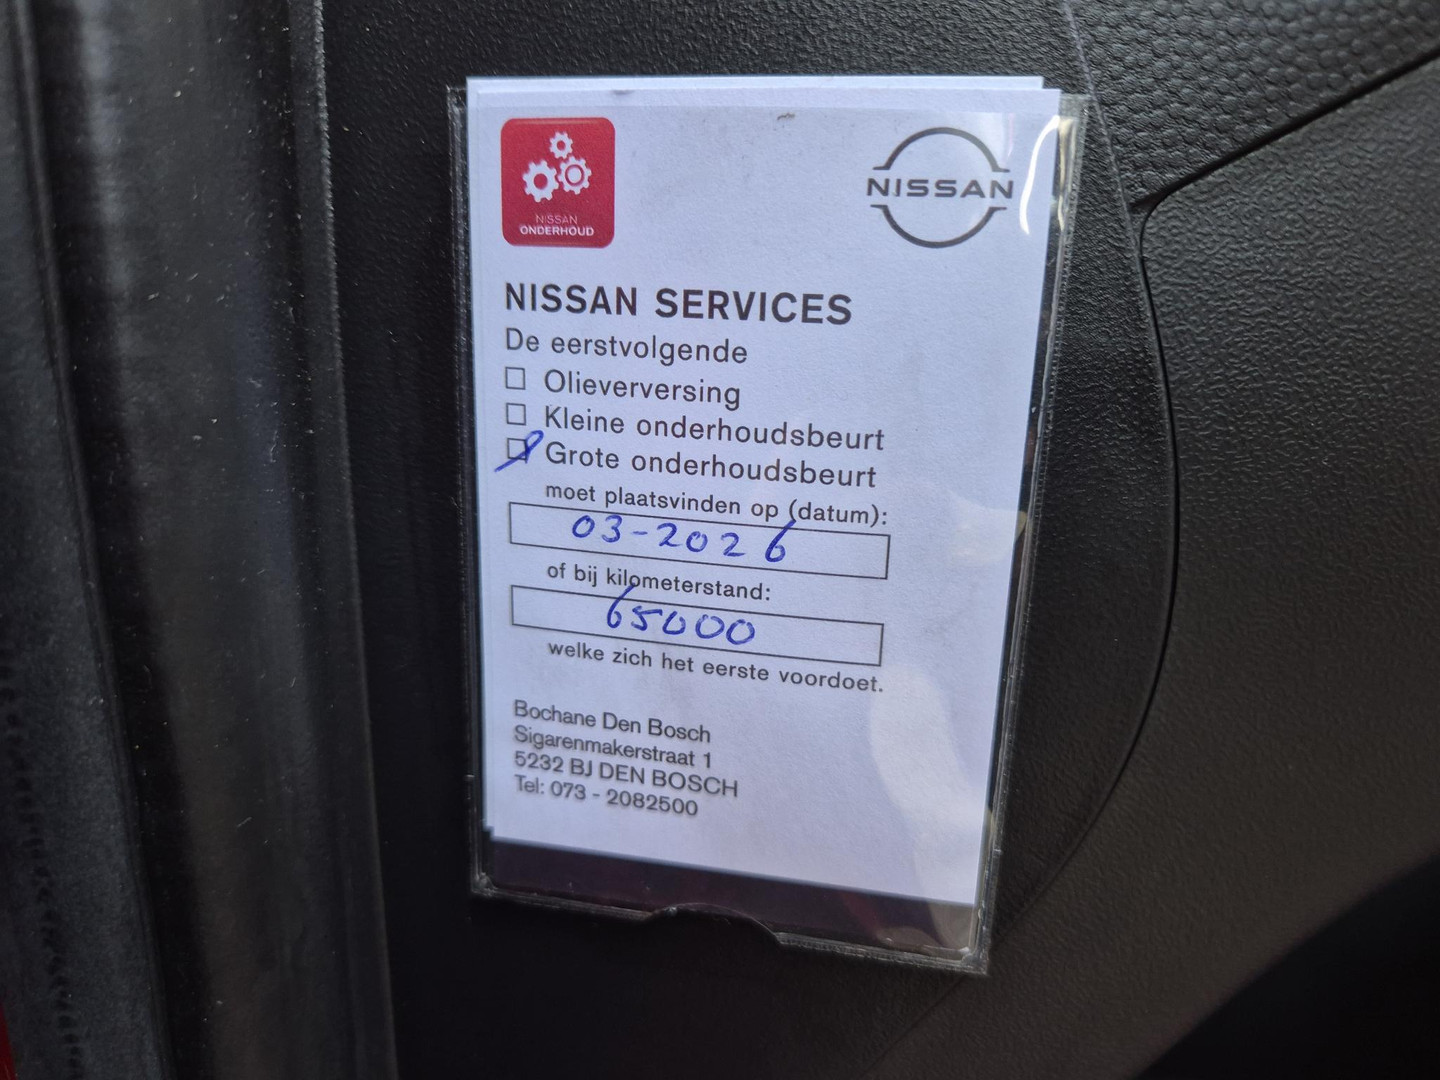 NISSAN
ONDERHOUD
NISSAN
NISSAN SERVICES
De eerstvolgende
Olieverversing
Kleine onderhoudsbeurt
Grote onderhoudsbeurt
moet plaatsvinden op (datum):
03-2026
of bij kilometerstand:
65000
welke zich het eerste voordoet.
Bochane Den Bosch
Sigarenmakerstraat 1
5232 BJ DEN BOSCH
Tel: 073 - 2082500